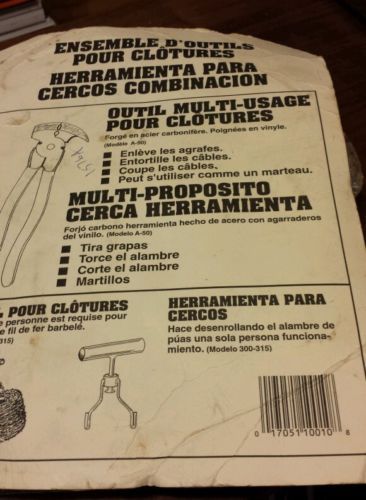 ENSEMBLE D'OUTILS
POUR CLÔTURES
HERRAMIENTA PARA
CERCOS COMBINACION
OUTIL MULTI-USAGE
POUR CLÔTURES
Forgé en acier carbonifère. Poignées en vinyle.
(Modèle A-50)
Enlève les agrafes.
Entortille les câbles.
Coupe les câbles.
Peut s'utiliser comme un marteau.
MULTI-PROPOSITO
CERCA HERRAMIENTA
Forjó carbono herramienta hecho de acero con agarraderos
del vinilo. (Modelo A-50)
Tira grapas
Torce el alambre
Corte el alambre
Martillos
POUR CLÔTURES
personne est requise pour
fil de fer barbelé.
315)
HERRAMIENTA PARA
CERCOS
Hace desenrollando el alambre de
púas una sola persona funciona-
miento. (Modelo 300-315)
0 17051 10010 8